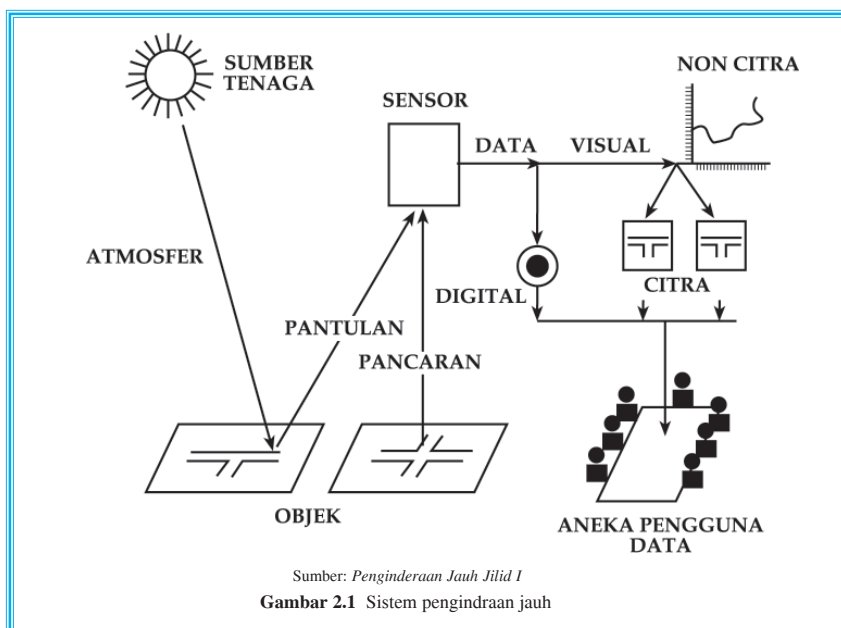 SUMBER
TENAGA
NON CITRA
SENSOR
DATA
VISUAL
ATMOSFER
CITRA
DIGITAL
PANTULAN
PANCARAN
OBJEK
ANEKA PENGGUNA
DATA
Sumber: Penginderaan Jauh Jilid I
Gambar 2.1 Sistem pengindraan jauh